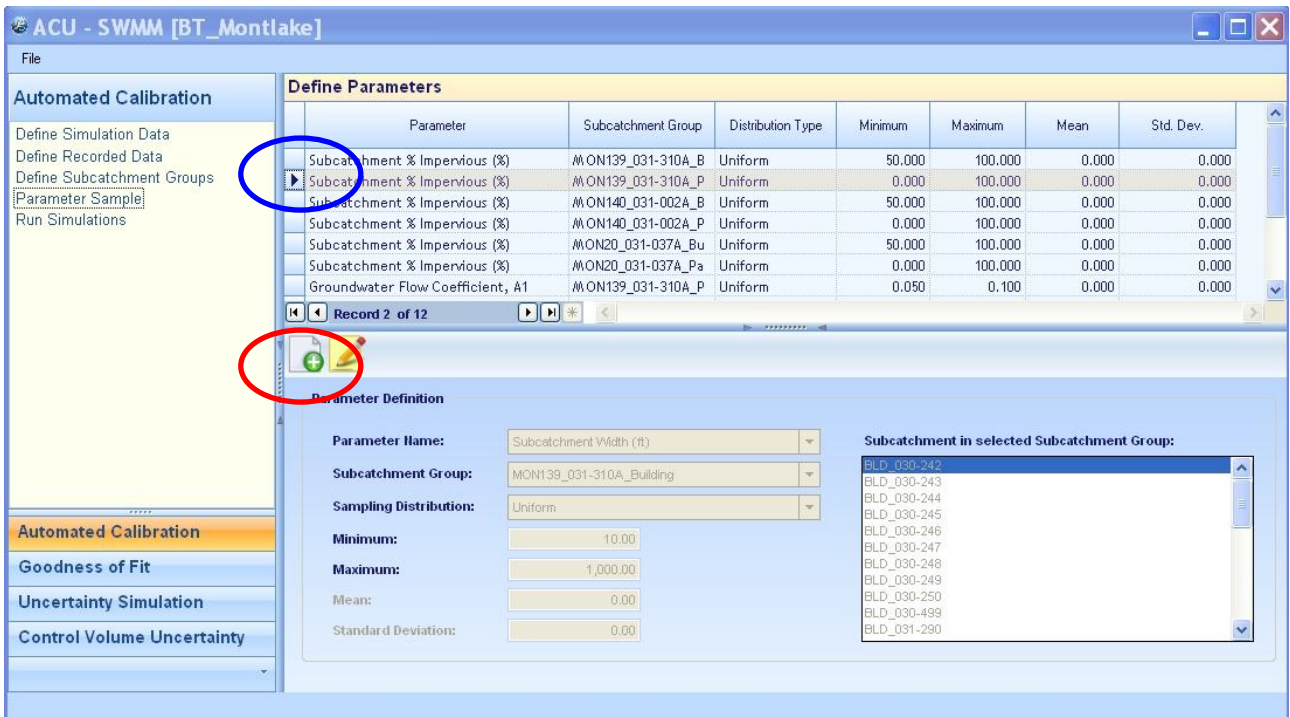 ACU - SWMM [BT_Montlake]
File
Automated Calibration
Define Simulation Data
Define Recorded Data
Define Subcatchment Groups
Parameter Sample
Run Simulations
Automated Calibration
Goodness of Fit
Uncertainty Simulation
Control Volume Uncertainty
Define Parameters
Parameter Subcatchment Group Distribution Type Minimum Maximum Mean Std. Dev.
Subcatchment % Impervious (%) MON139_031-310A_B Uniform 50.000 100.000 0.000 0.000
Subcatchment % Impervious (%) MON139_031-310A_P Uniform 0.000 100.000 0.000 0.000
Subcatchment % Impervious (%) MON140_031-002A_B Uniform 50.000 100.000 0.000 0.000
Subcatchment % Impervious (%) MON140_031-002A_P Uniform 0.000 100.000 0.000 0.000
Subcatchment % Impervious (%) MON20_031-037A_Bu Uniform 50.000 100.000 0.000 0.000
Subcatchment % Impervious (%) MON20_031-037A_Pa Uniform 0.000 100.000 0.000 0.000
Groundwater Flow Coefficient, A1 MON139_031-310A_P Uniform 0.050 0.100 0.000 0.000
Record 2 of 12
Parameter Definition
Parameter Name: Subcatchment Width (ft)
Subcatchment Group: MON139_031-310A_Building
Sampling Distribution: Uniform
Minimum: 10.00
Maximum: 1,000.00
Mean: 0.00
Standard Deviation: 0.00
Subcatchment in selected Subcatchment Group:
BLD_030-242
BLD_030-243
BLD_030-244
BLD_030-245
BLD_030-246
BLD_030-247
BLD_030-248
BLD_030-249
BLD_030-250
BLD_030-499
BLD_031-290